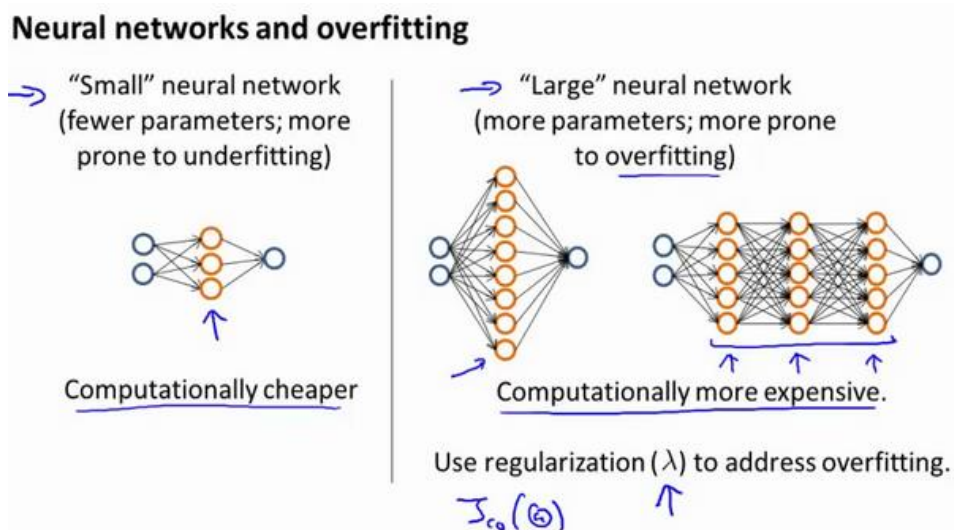 Neural networks and overfitting
“Small” neural network
(fewer parameters; more
prone to underfitting)
Computationally cheaper
“Large” neural network
(more parameters; more prone
to overfitting)
Computationally more expensive.
Use regularization (λ) to address overfitting.
J_cv(Θ)